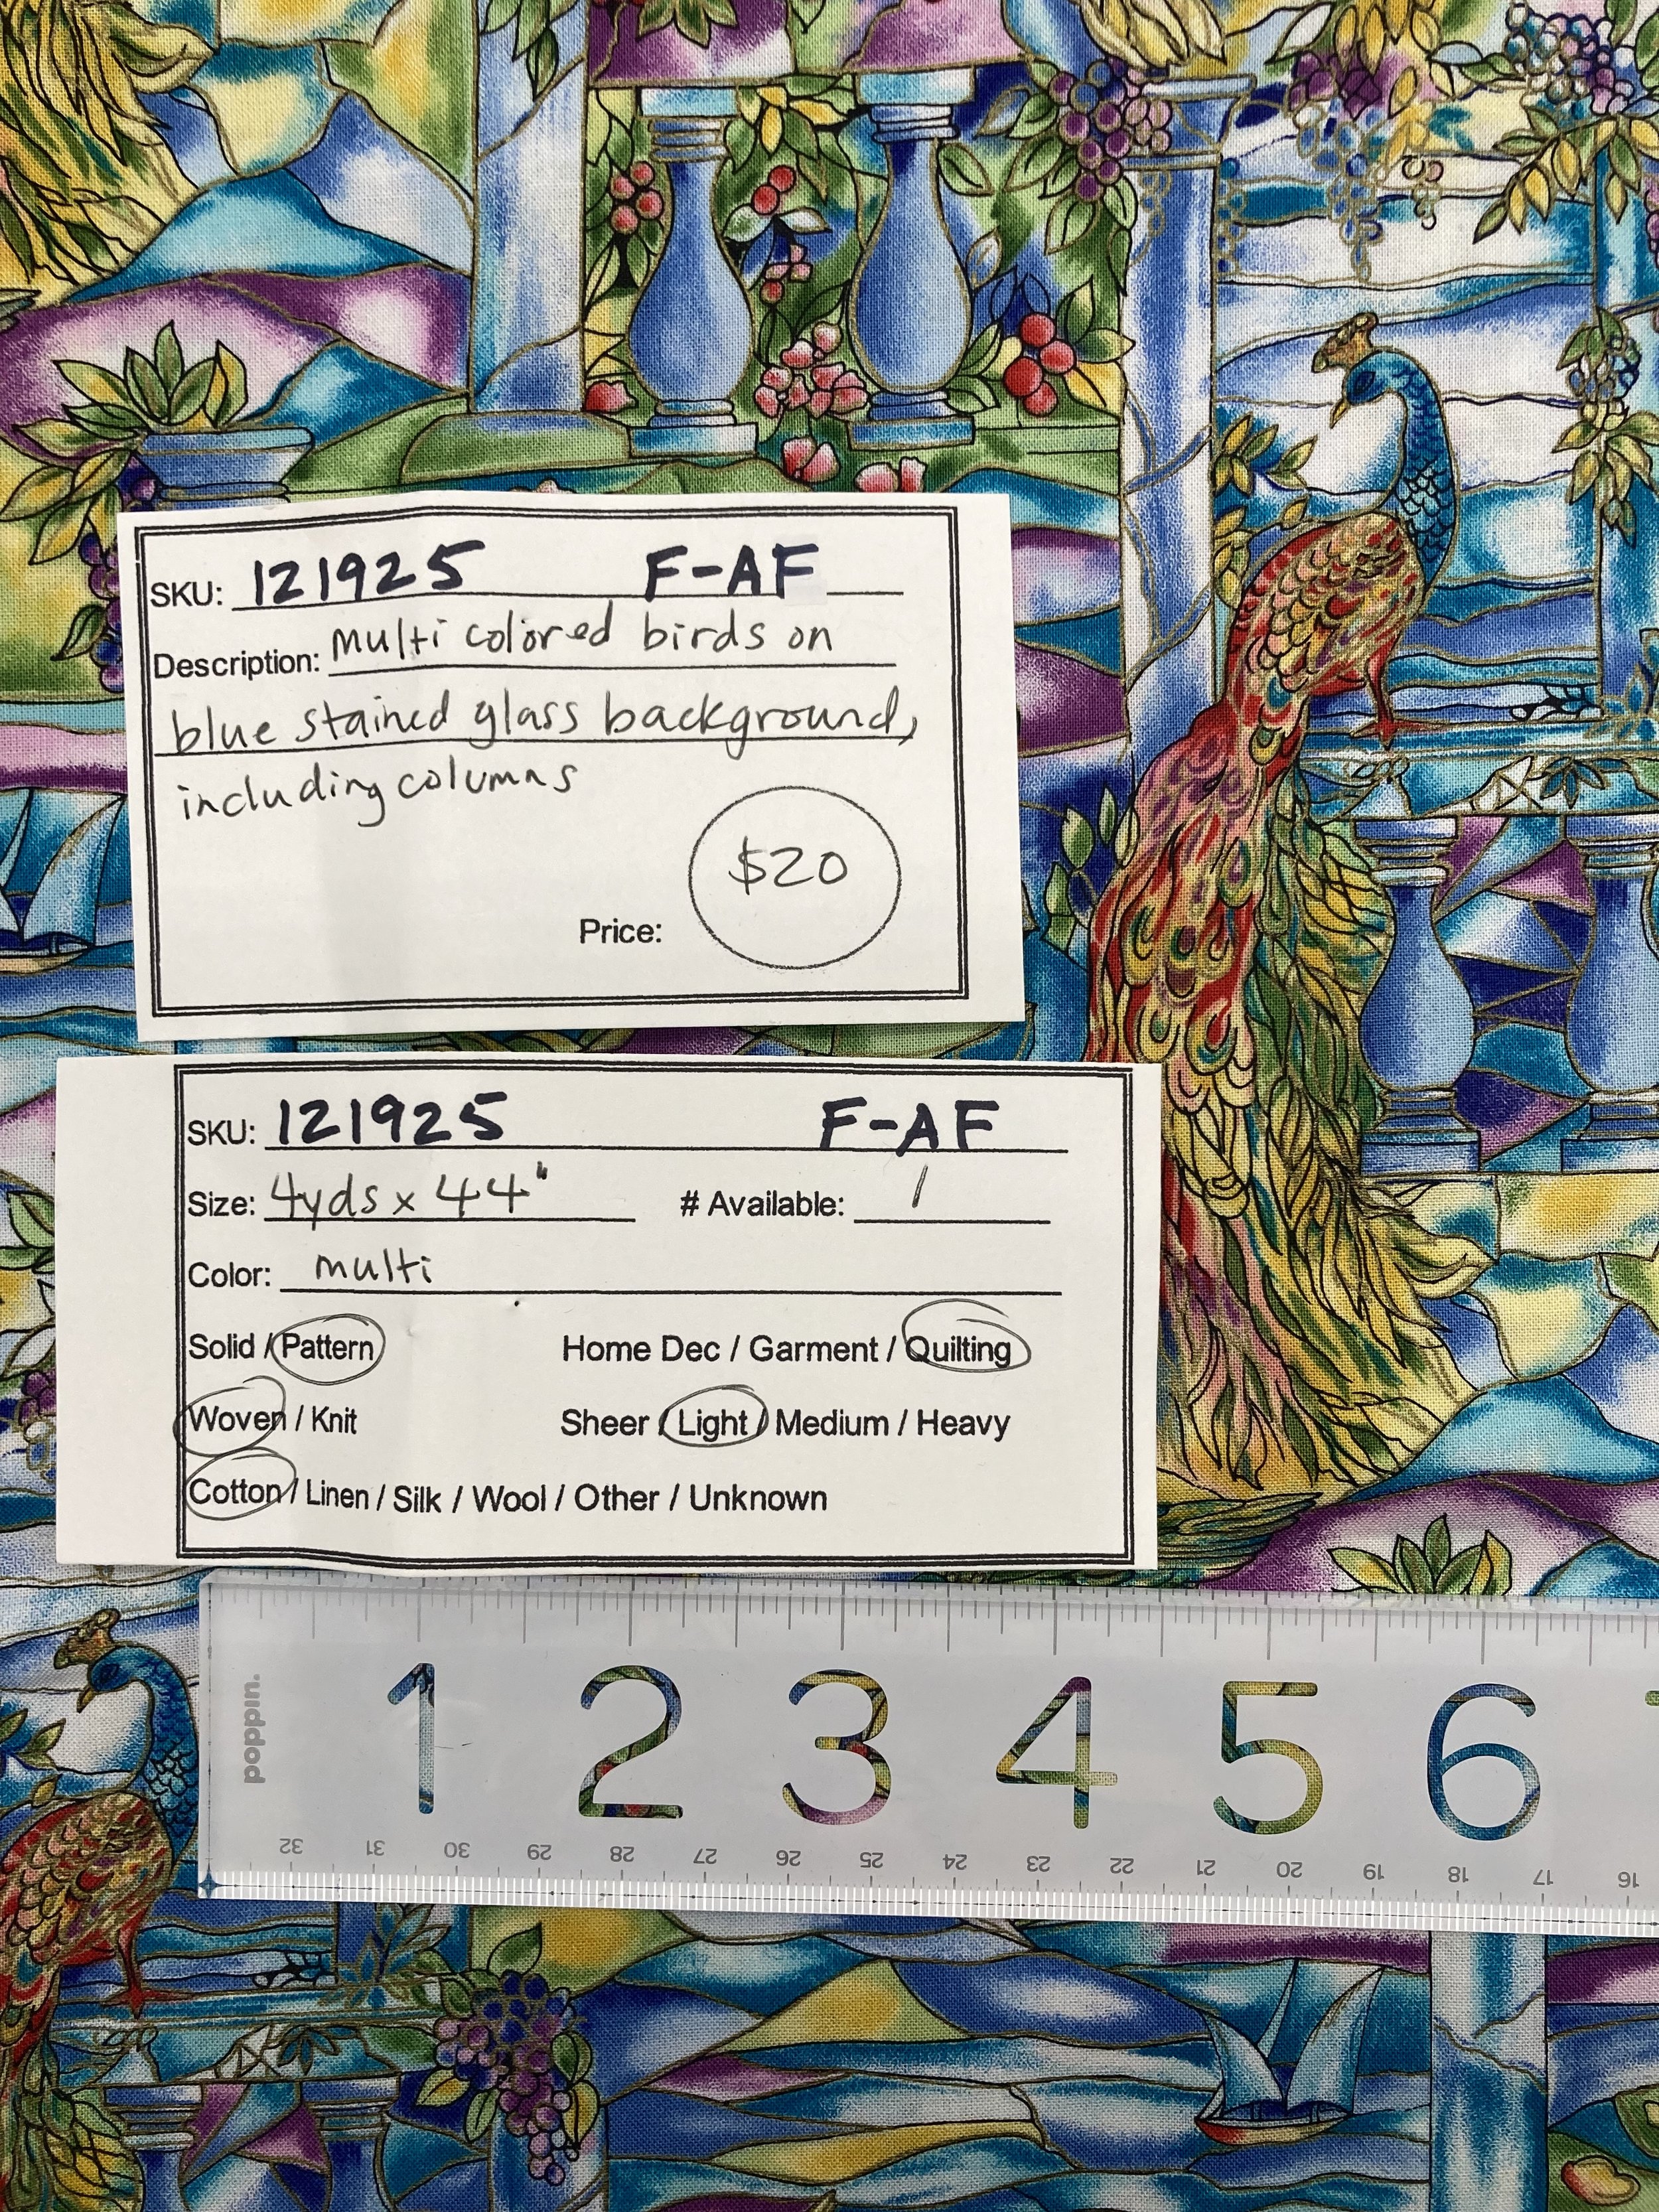 SKU: 121925 F-AF
Description: multi colored birds on
blue stained glass background,
including columns
$20
Price:
SKU: 121925 F-AF
Size: 4yds x 44" # Available: 1
Color: multi
Solid / Pattern Home Dec / Garment / Quilting
Woven / Knit Sheer / Light / Medium / Heavy
Cotton / Linen / Silk / Wool / Other / Unknown
poppin.
1 2 3 4 5 6
32 31 30 29 28 27 26 25 24 23 22 21 20 19 18 17 16